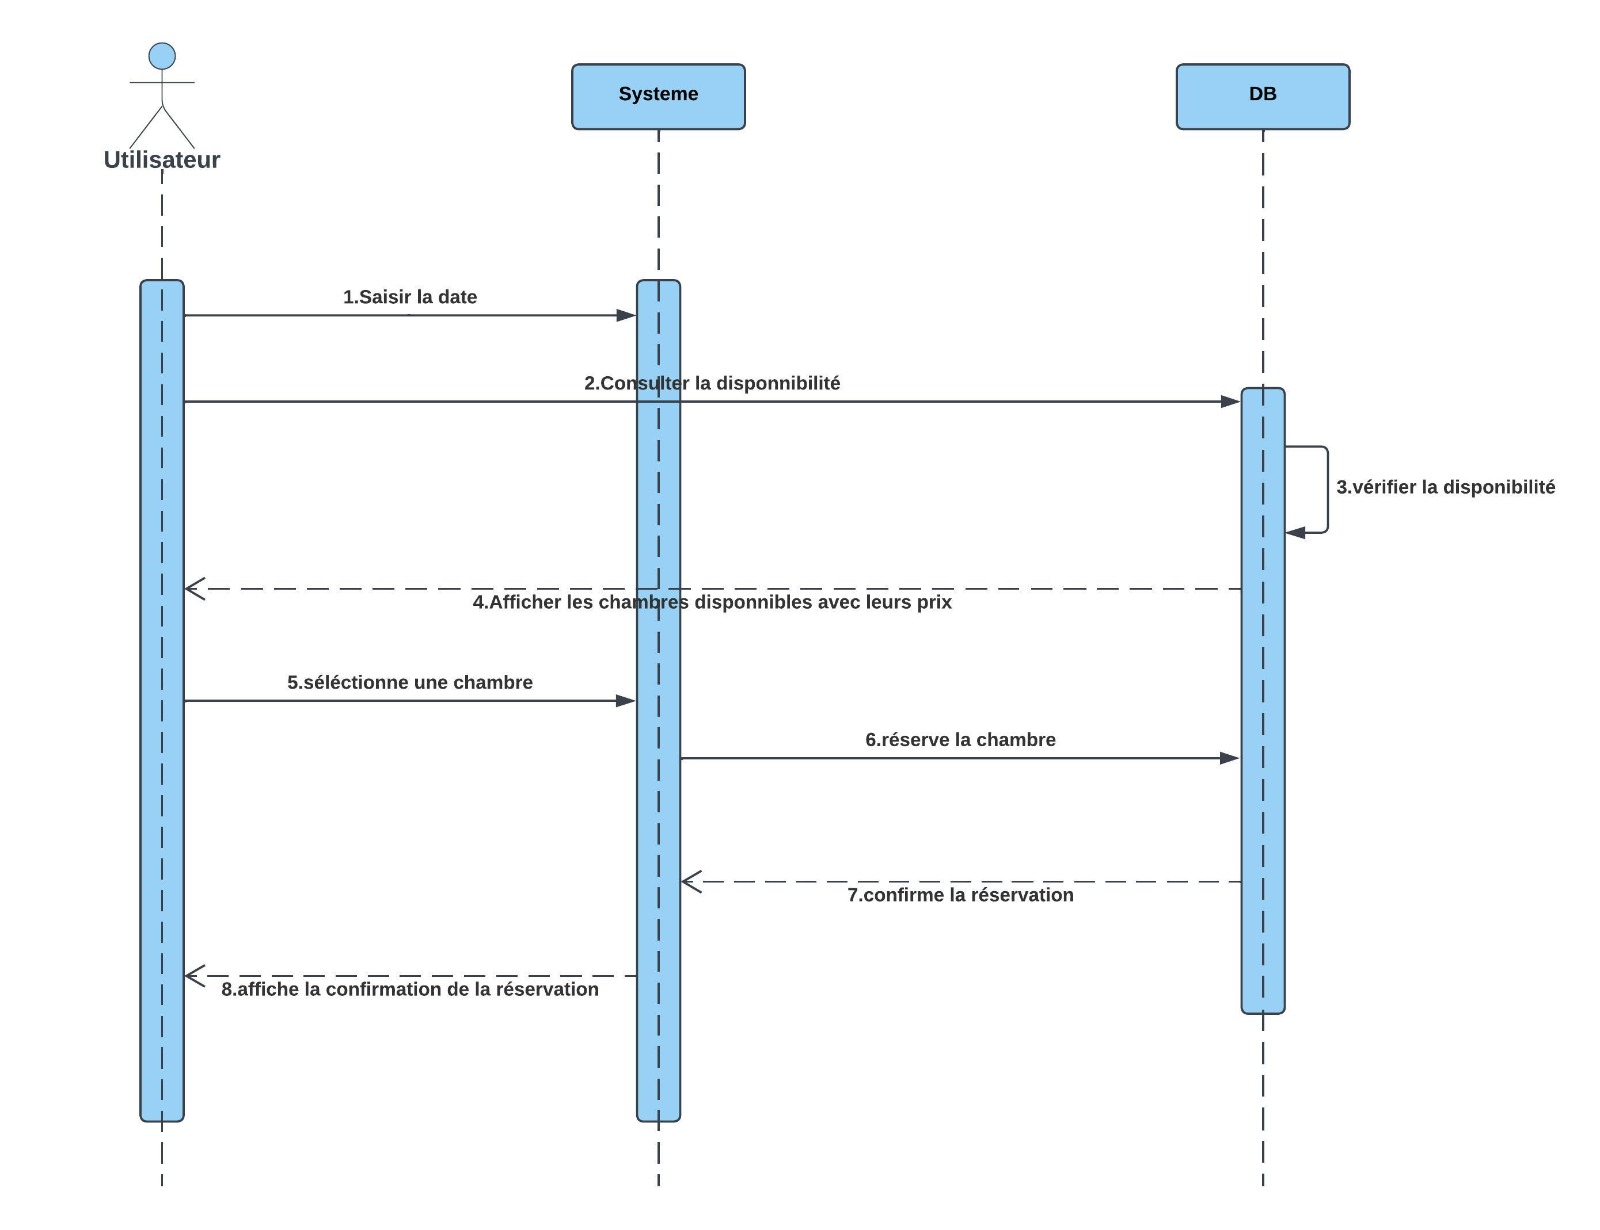 Utilisateur
Systeme
DB
1.Saisir la date
2.Consulter la disponnibilité
3.vérifier la disponibilité
4.Afficher les chambres disponnibles avec leurs prix
5.séléctionne une chambre
6.réserve la chambre
7.confirme la réservation
8.affiche la confirmation de la réservation